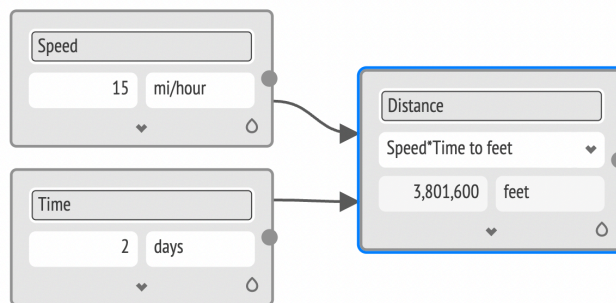 Speed
15 mi/hour
Time
2 days
Distance
Speed*Time to feet
3,801,600 feet